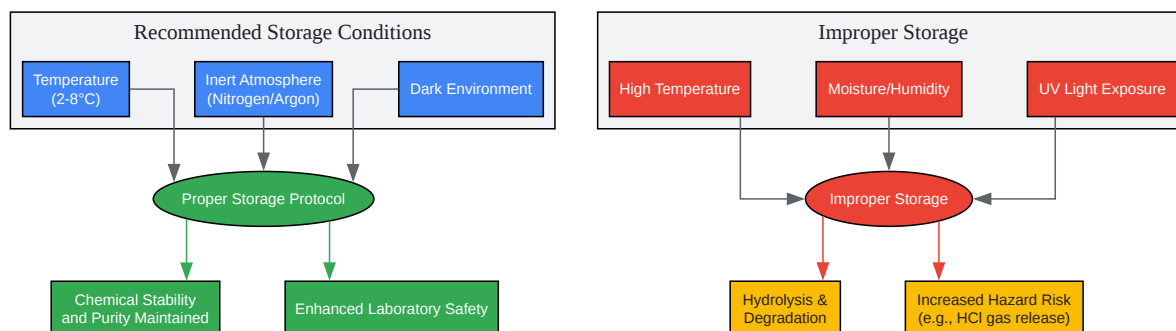 Recommended Storage Conditions
Temperature
(2-8°C)
Inert Atmosphere
(Nitrogen/Argon)
Dark Environment
Proper Storage Protocol
Chemical Stability
and Purity Maintained
Enhanced Laboratory Safety
Improper Storage
High Temperature
Moisture/Humidity
UV Light Exposure
Improper Storage
Hydrolysis &
Degradation
Increased Hazard Risk
(e.g., HCl gas release)